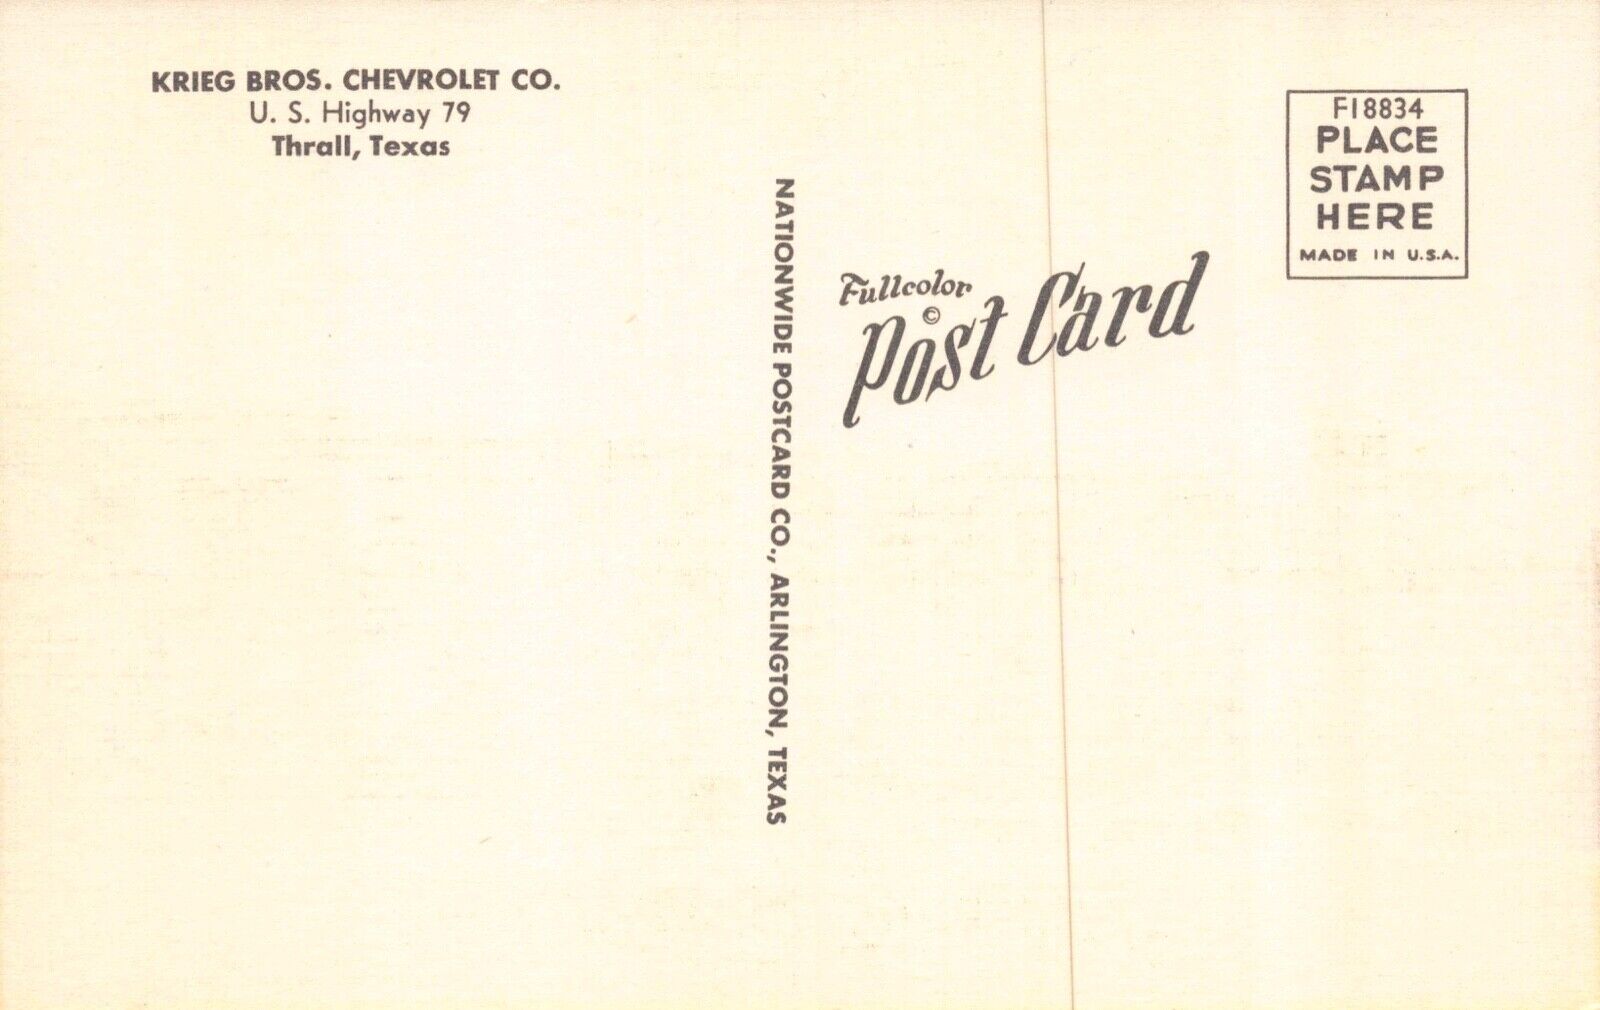 KRIEG BROS. CHEVROLET CO.
U. S. Highway 79
Thrall, Texas
NATIONWIDE POSTCARD CO., ARLINGTON, TEXAS
Fullcolor
©
Post Card
F18834
PLACE
STAMP
HERE
MADE IN U.S.A.